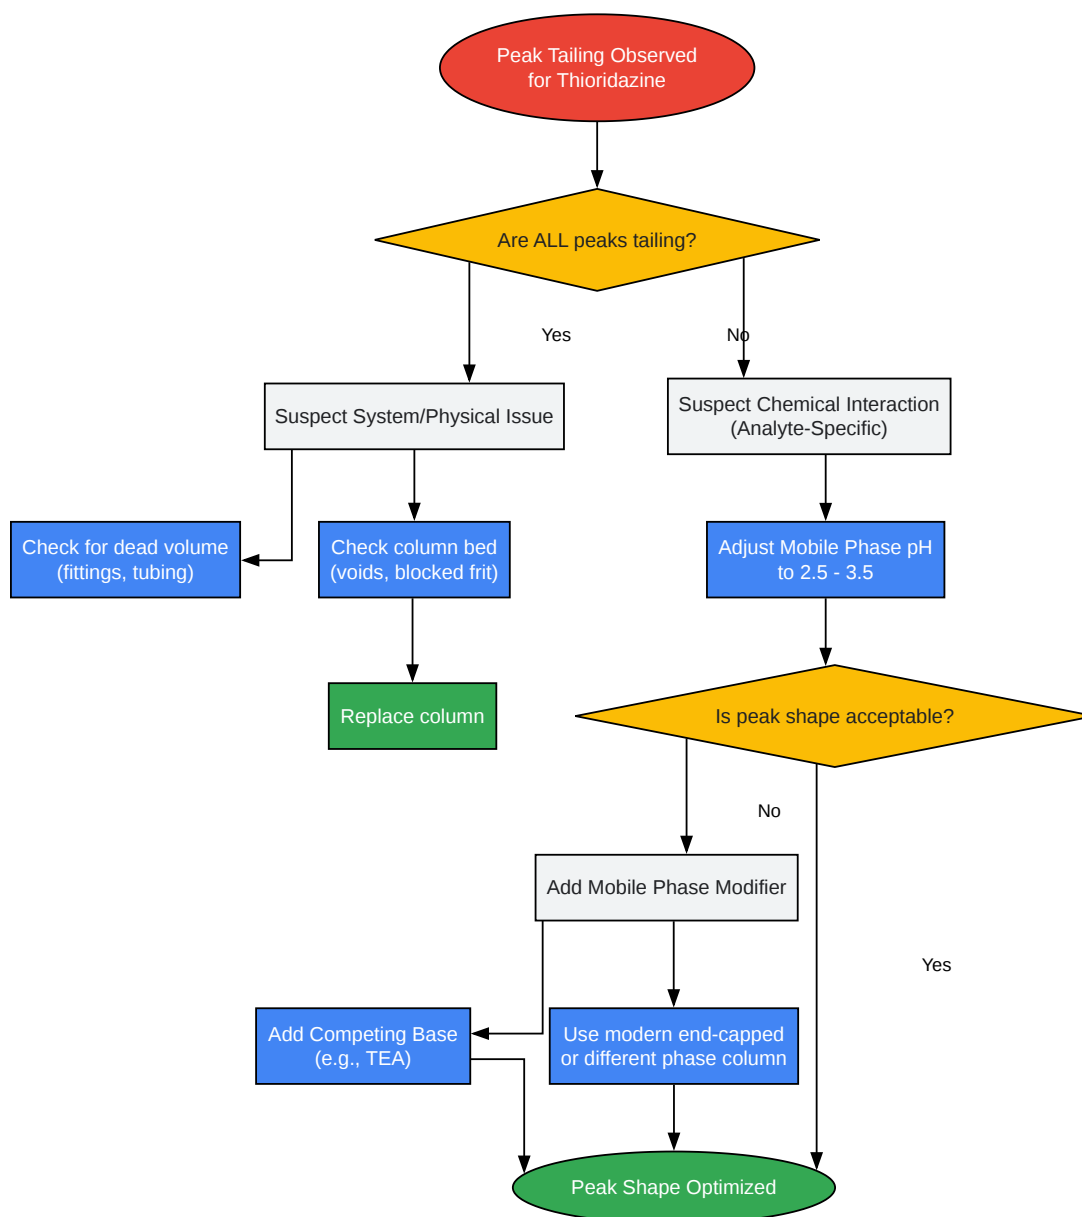 Peak Tailing Observed
for Thioridazine
Are ALL peaks tailing?
Yes
No
Suspect System/Physical Issue
Suspect Chemical Interaction
(Analyte-Specific)
Check for dead volume
(fittings, tubing)
Check column bed
(voids, blocked frit)
Adjust Mobile Phase pH
to 2.5 - 3.5
Replace column
Is peak shape acceptable?
No
Add Mobile Phase Modifier
Yes
Add Competing Base
(e.g., TEA)
Use modern end-capped
or different phase column
Peak Shape Optimized